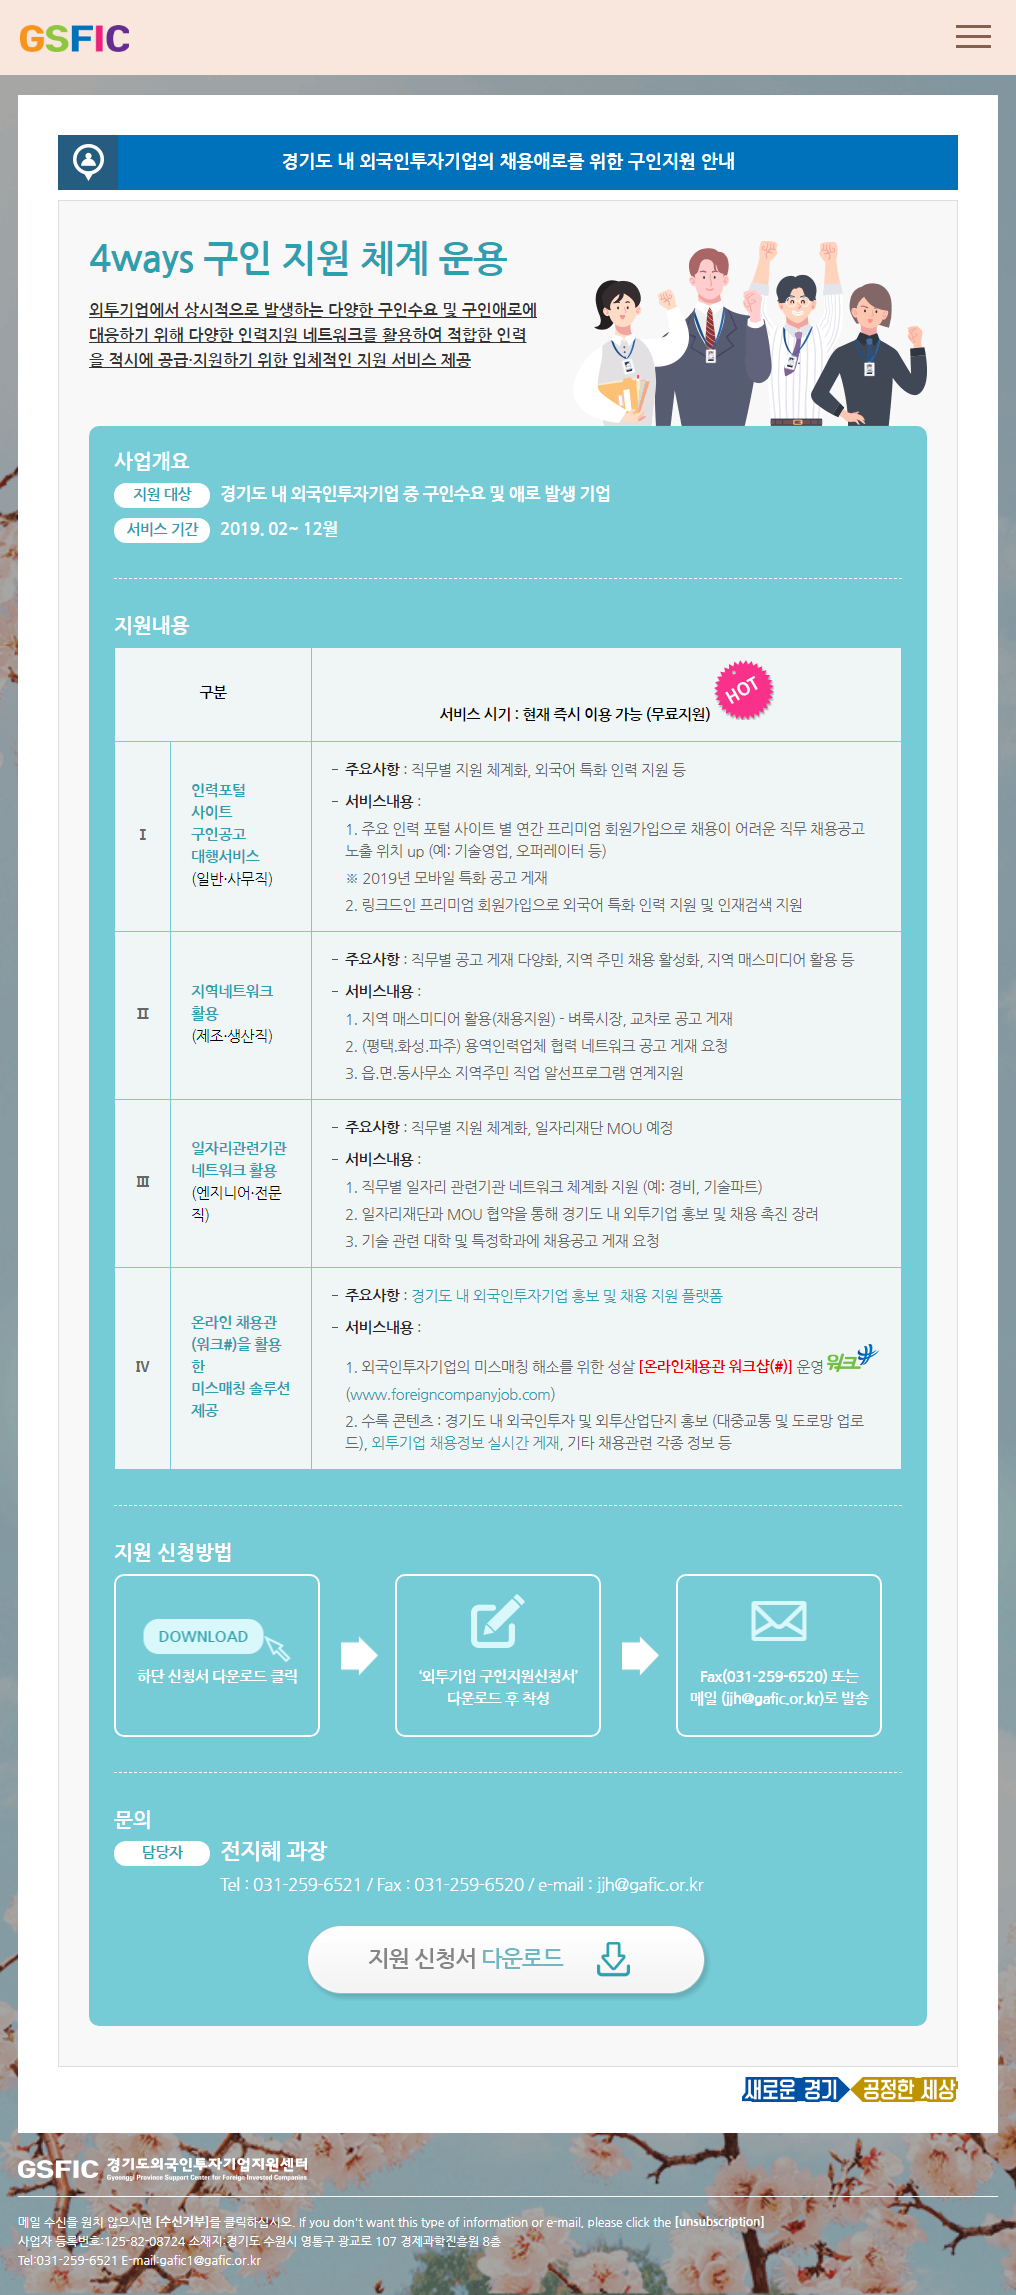 GSFIC
경기도 내 외국인투자기업의 채용애로를 위한 구인지원 안내
4ways 구인 지원 체계 운용
외투기업에서 상시적으로 발생하는 다양한 구인수요 및 구인애로에
대응하기 위해 다양한 인력지원 네트워크를 활용하여 적합한 인력
을 적시에 공급·지원하기 위한 입체적인 지원 서비스 제공
사업개요
지원 대상 경기도 내 외국인투자기업 중 구인수요 및 애로 발생 기업
서비스 기간 2019. 02~ 12월
지원내용
구분
서비스 시기 : 현재 즉시 이용 가능 (무료지원) HOT
I
인력포털
사이트
구인공고
대행서비스
(일반·사무직)
- 주요사항 : 직무별 지원 체계화, 외국어 특화 인력 지원 등
- 서비스내용 :
1. 주요 인력 포털 사이트 별 연간 프리미엄 회원가입으로 채용이 어려운 직무 채용공고
노출 위치 up (예: 기술영업, 오퍼레이터 등)
※ 2019년 모바일 특화 공고 게재
2. 링크드인 프리미엄 회원가입으로 외국어 특화 인력 지원 및 인재검색 지원
II
지역네트워크
활용
(제조·생산직)
- 주요사항 : 직무별 공고 게재 다양화, 지역 주민 채용 활성화, 지역 매스미디어 활용 등
- 서비스내용 :
1. 지역 매스미디어 활용(채용지원) - 벼룩시장, 교차로 공고 게재
2. (평택.화성.파주) 용역인력업체 협력 네트워크 공고 게재 요청
3. 읍.면.동사무소 지역주민 직업 알선프로그램 연계지원
III
일자리관련기관
네트워크 활용
(엔지니어·전문
직)
- 주요사항 : 직무별 지원 체계화, 일자리재단 MOU 예정
- 서비스내용 :
1. 직무별 일자리 관련기관 네트워크 체계화 지원 (예: 경비, 기술파트)
2. 일자리재단과 MOU 협약을 통해 경기도 내 외투기업 홍보 및 채용 촉진 장려
3. 기술 관련 대학 및 특정학과에 채용공고 게재 요청
IV
온라인 채용관
(워크#)을 활용
한
미스매칭 솔루션
제공
- 주요사항 : 경기도 내 외국인투자기업 홍보 및 채용 지원 플랫폼
- 서비스내용 :
1. 외국인투자기업의 미스매칭 해소를 위한 성살 [온라인채용관 워크샵(#)] 운영 워크#
(www.foreigncompanyjob.com)
2. 수록 콘텐츠 : 경기도 내 외국인투자 및 외투산업단지 홍보 (대중교통 및 도로망 업로
드), 외투기업 채용정보 실시간 게재, 기타 채용관련 각종 정보 등
지원 신청방법
DOWNLOAD
하단 신청서 다운로드 클릭
‘외투기업 구인지원신청서’
다운로드 후 착성
Fax(031-259-6520) 또는
메일 (jjh@gafic.or.kr)로 발송
문의
담당자 전지혜 과장
Tel : 031-259-6521 / Fax : 031-259-6520 / e-mail : jjh@gafic.or.kr
지원 신청서 다운로드
새로운 경기 공정한 세상
GSFIC 경기도외국인투자기업지원센터
Gyeonggi Province Support Center for Foreign Invested Companies
메일 수신을 원치 않으시면 [수신거부]를 클릭하십시오. If you don't want this type of information or e-mail, please click the [unsubscription]
사업자 등록번호:125-82-08724 소재지:경기도 수원시 영통구 광교로 107 경제과학진흥원 8층
Tel:031-259-6521 E-mail:gafic1@gafic.or.kr